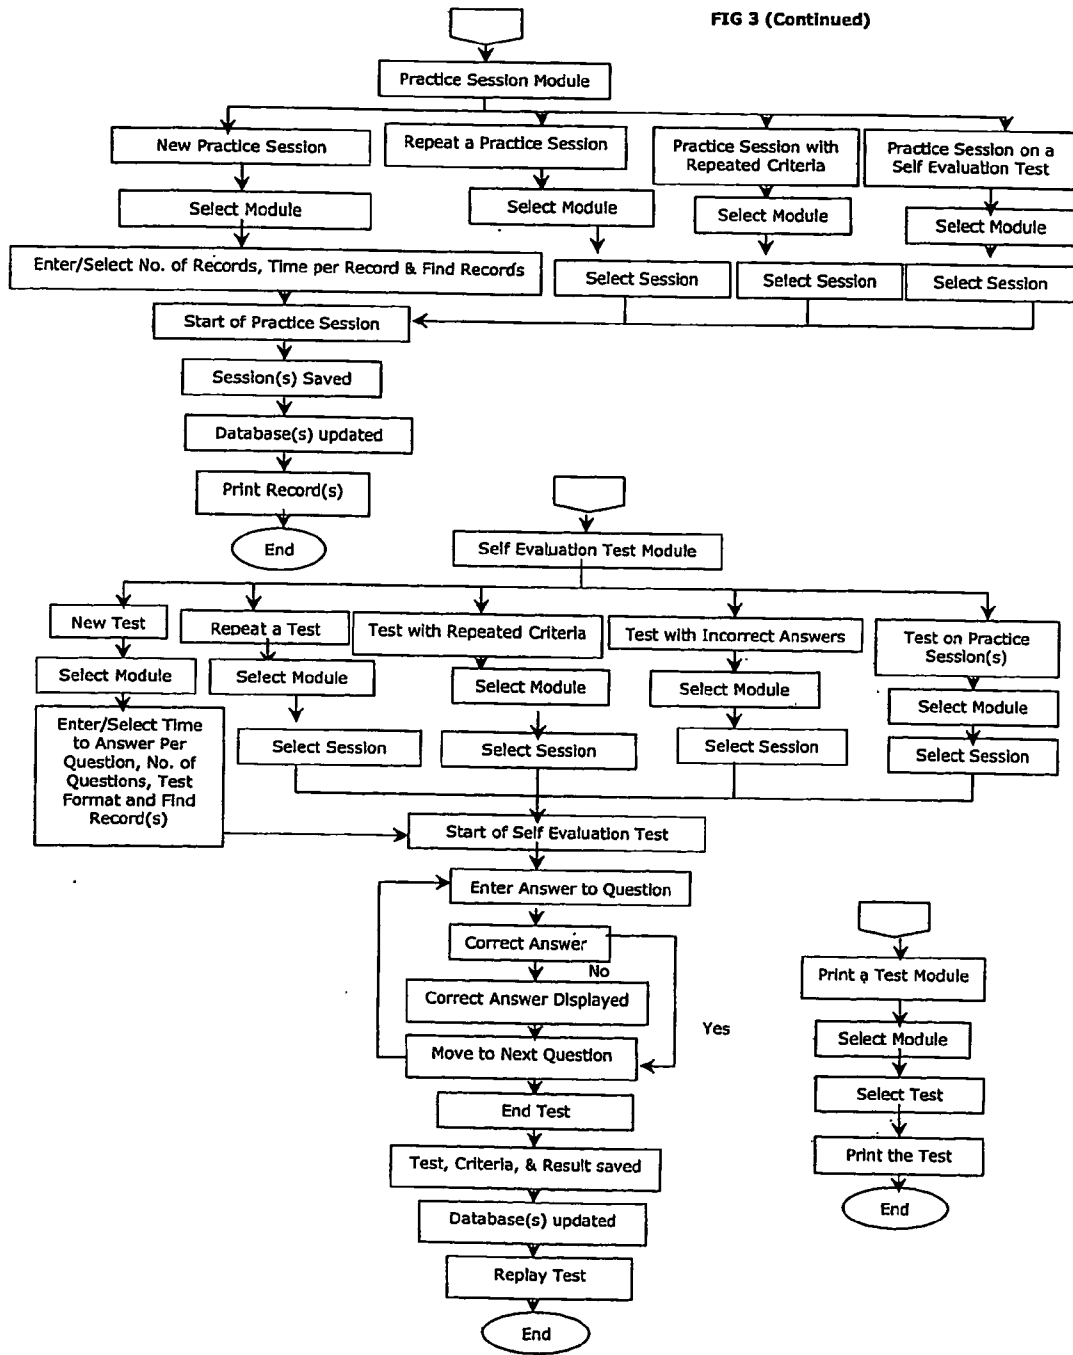 FIG 3 (Continued)
Practice Session Module
New Practice Session
Repeat a Practice Session
Practice Session with
Repeated Criteria
Practice Session on a
Self Evaluation Test
Select Module
Select Module
Select Module
Select Module
Enter/Select No. of Records, Time per Record & Find Records
Select Session
Select Session
Select Session
Start of Practice Session
Session(s) Saved
Database(s) updated
Print Record(s)
End
Self Evaluation Test Module
New Test
Repeat a Test
Test with Repeated Criteria
Test with Incorrect Answers
Test on Practice
Session(s)
Select Module
Select Module
Select Module
Select Module
Select Module
Enter/Select Time
to Answer Per
Question, No. of
Questions, Test
Format and Find
Record(s)
Select Session
Select Session
Select Session
Select Session
Start of Self Evaluation Test
Enter Answer to Question
Correct Answer
No
Correct Answer Displayed
Yes
Move to Next Question
End Test
Test, Criteria, & Result saved
Database(s) updated
Replay Test
End
Print a Test Module
Select Module
Select Test
Print the Test
End